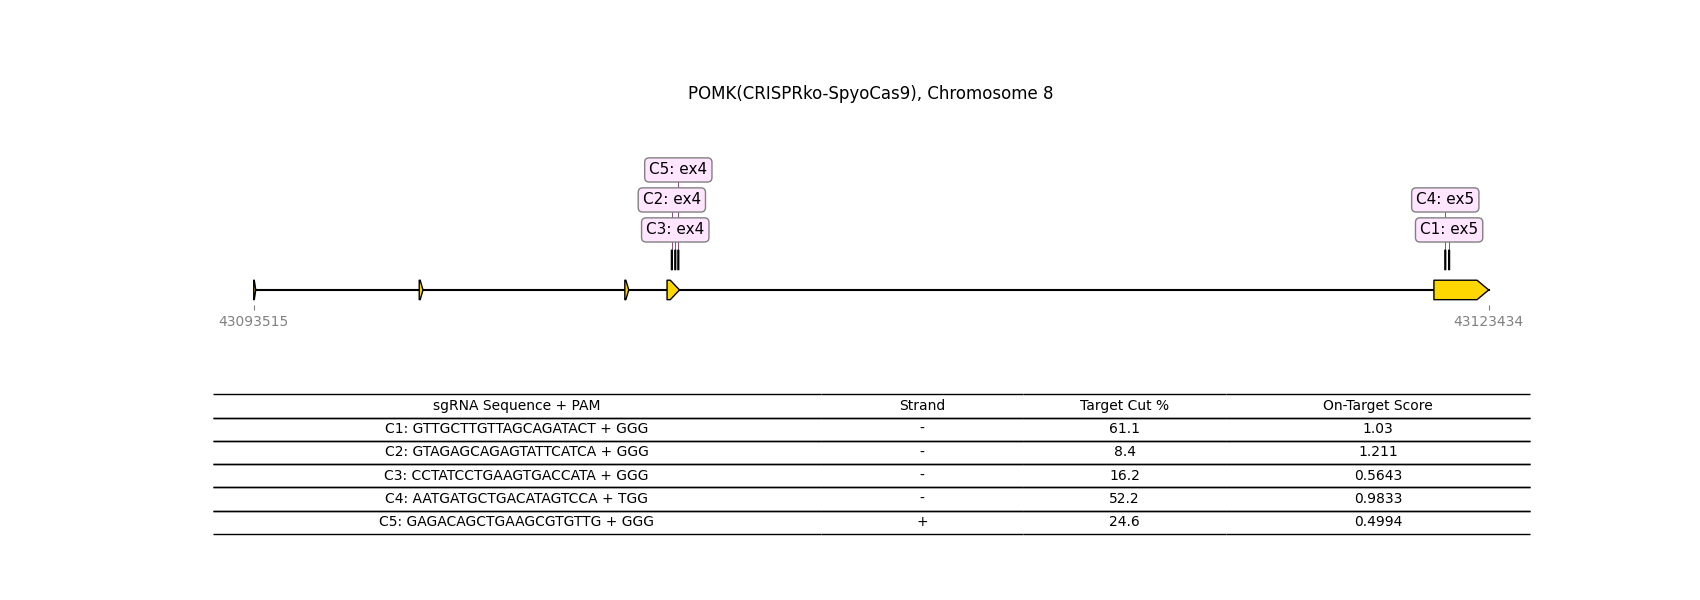 POMK(CRISPRko-SpyoCas9), Chromosome 8
C5: ex4
C2: ex4
C4: ex5
C3: ex4
C1: ex5
43093515
43123434
sgRNA Sequence + PAM Strand Target Cut % On-Target Score
C1: GTTGCTTGTTAGCAGATACT + GGG - 61.1 1.03
C2: GTAGAGCAGAGTATTCATCA + GGG - 8.4 1.211
C3: CCTATCCTGAAGTGACCATA + GGG - 16.2 0.5643
C4: AATGATGCTGACATAGTCCA + TGG - 52.2 0.9833
C5: GAGACAGCTGAAGCGTGTTG + GGG + 24.6 0.4994